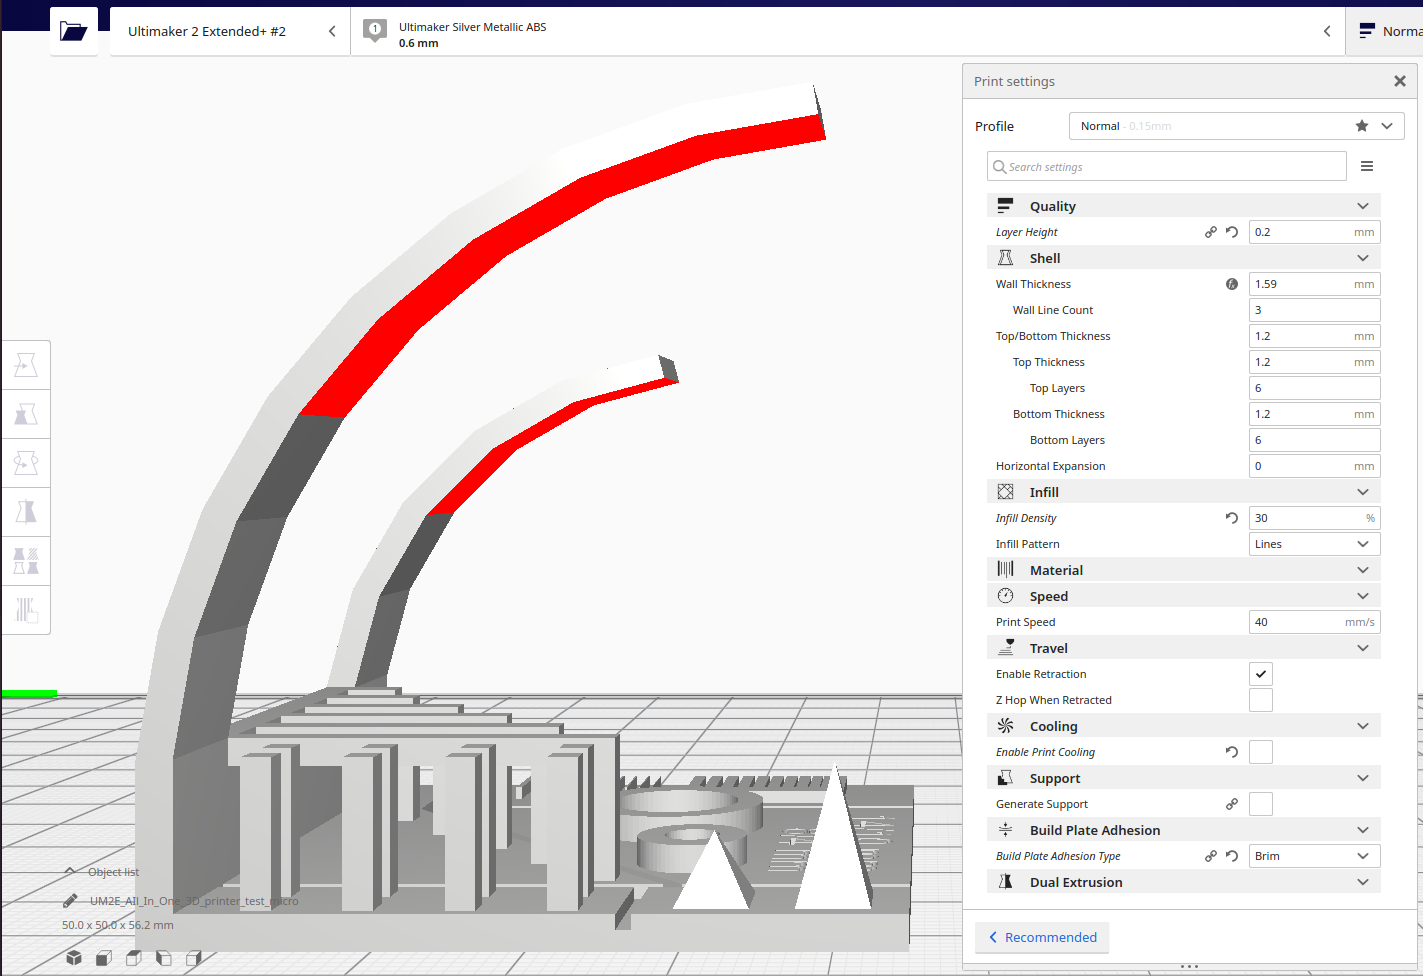 Ultimaker 2 Extended+ #2
1
Ultimaker Silver Metallic ABS
0.6 mm
Norma
Print settings
Profile
Normal - 0.15mm
Search settings
Quality
Layer Height 0.2 mm
Shell
Wall Thickness 1.59 mm
Wall Line Count 3
Top/Bottom Thickness 1.2 mm
Top Thickness 1.2 mm
Top Layers 6
Bottom Thickness 1.2 mm
Bottom Layers 6
Horizontal Expansion 0 mm
Infill
Infill Density 30 %
Infill Pattern Lines
Material
Speed
Print Speed 40 mm/s
Travel
Enable Retraction
Z Hop When Retracted
Cooling
Enable Print Cooling
Support
Generate Support
Build Plate Adhesion
Build Plate Adhesion Type Brim
Dual Extrusion
Recommended
Object list
UM2E_All_In_One_3D_printer_test_micro
50.0 x 50.0 x 56.2 mm